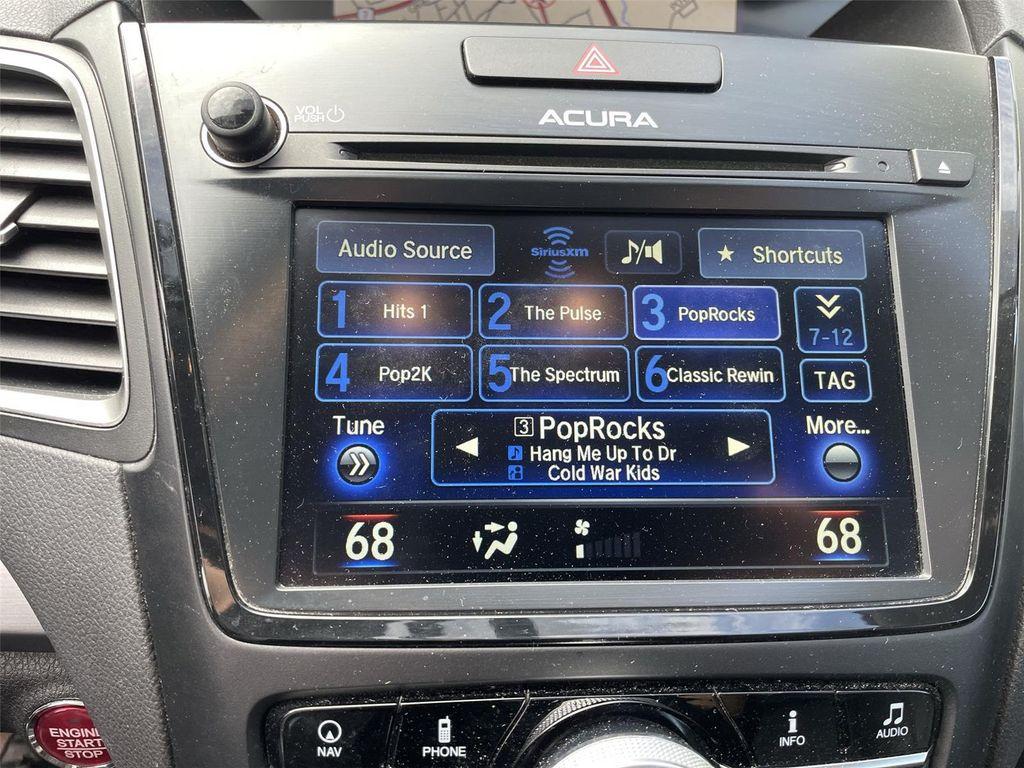 VOL
PUSH
ACURA
Audio Source
SiriusXM
★ Shortcuts
1 Hits 1
2 The Pulse
3 PopRocks
7-12
4 Pop2K
5 The Spectrum
6 Classic Rewin
TAG
Tune
3 PopRocks
Hang Me Up To Dr
Cold War Kids
More...
68
68
ENGINE
START
STOP
NAV
PHONE
INFO
AUDIO